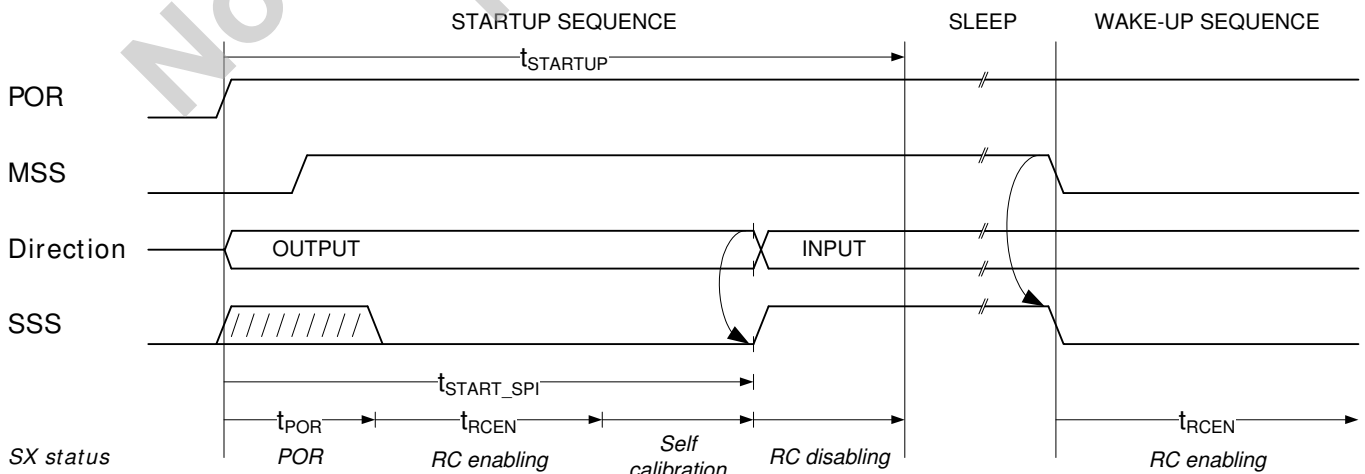 No
STARTUP SEQUENCE SLEEP WAKE-UP SEQUENCE
tSTARTUP
POR
MSS
Direction OUTPUT INPUT
SSS
tSTART_SPI
tPOR tRCEN tRCEN
SX status POR RC enabling Self calibration RC disabling RC enabling